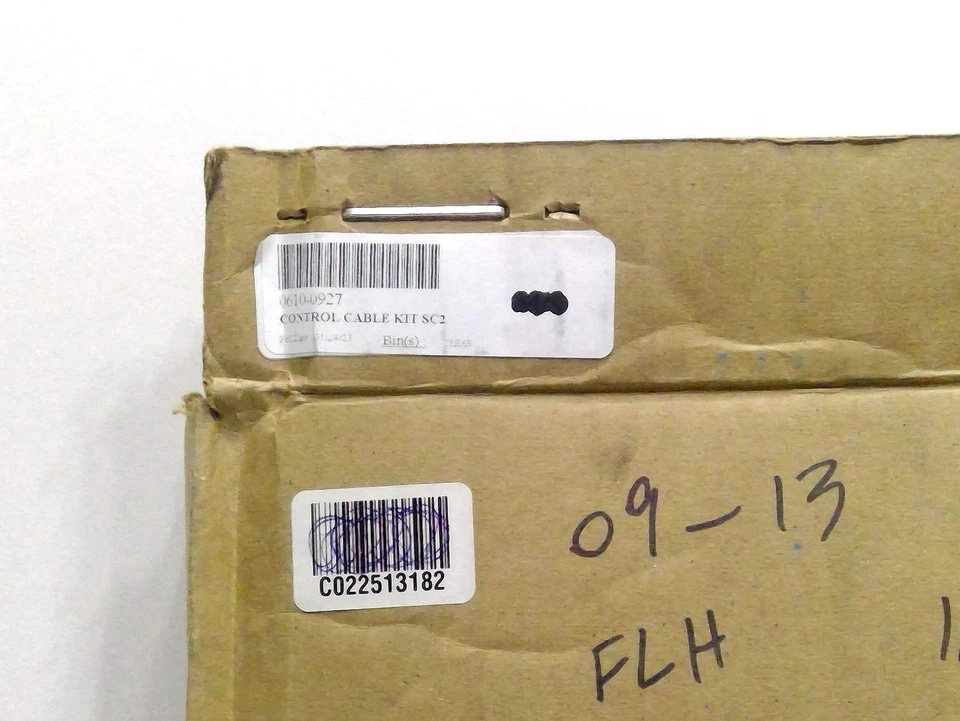 0610-0927
CONTROL CABLE KIT SC2
Bin(s) :
C022513182
09-13
FLH